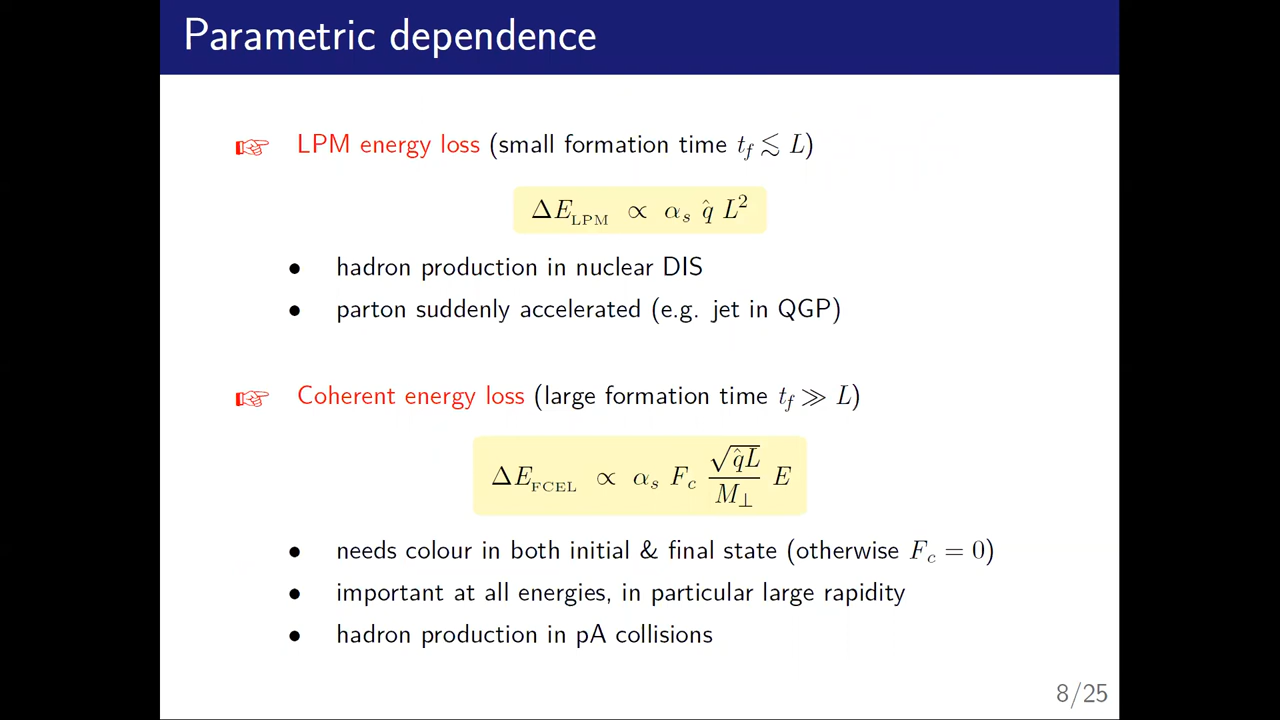 Parametric dependence
☞ LPM energy loss (small formation time t_f ≲ L)
ΔE_LPM ∝ α_s q̂ L²
• hadron production in nuclear DIS
• parton suddenly accelerated (e.g. jet in QGP)
☞ Coherent energy loss (large formation time t_f ≫ L)
ΔE_FCEL ∝ α_s F_c √(q̂L)/M_⊥ E
• needs colour in both initial & final state (otherwise F_c = 0)
• important at all energies, in particular large rapidity
• hadron production in pA collisions
8/25